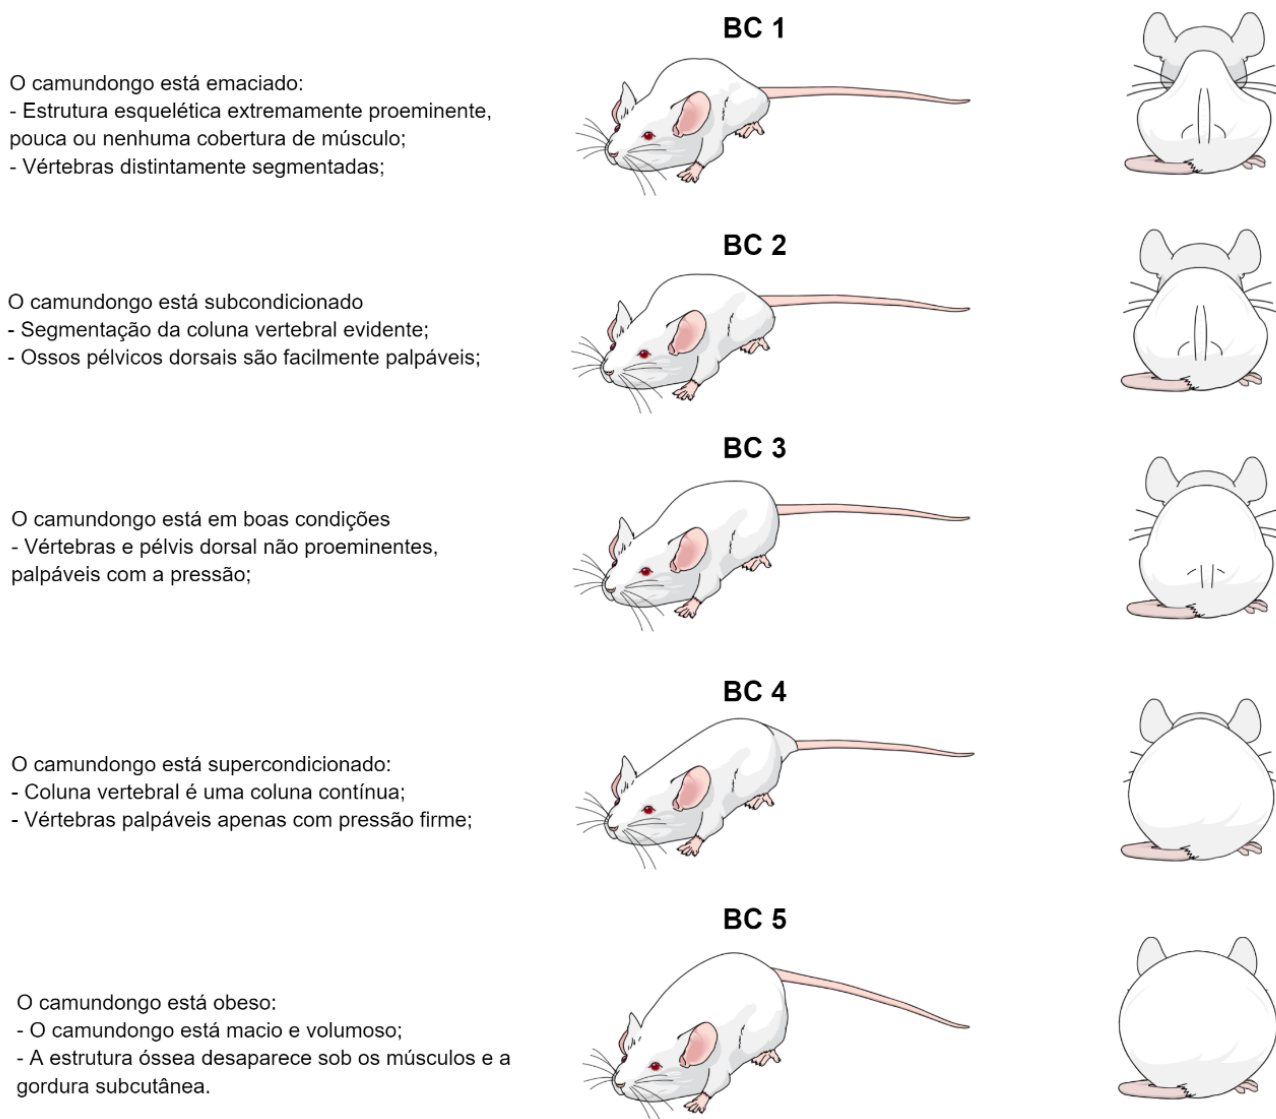 BC 1
O camundongo está emaciado:
- Estrutura esquelética extremamente proeminente,
pouca ou nenhuma cobertura de músculo;
- Vértebras distintamente segmentadas;
BC 2
O camundongo está subcondicionado
- Segmentação da coluna vertebral evidente;
- Ossos pélvicos dorsais são facilmente palpáveis;
BC 3
O camundongo está em boas condições
- Vértebras e pélvis dorsal não proeminentes,
palpáveis com a pressão;
BC 4
O camundongo está supercondicionado:
- Coluna vertebral é uma coluna contínua;
- Vértebras palpáveis apenas com pressão firme;
BC 5
O camundongo está obeso:
- O camundongo está macio e volumoso;
- A estrutura óssea desaparece sob os músculos e a
gordura subcutânea.